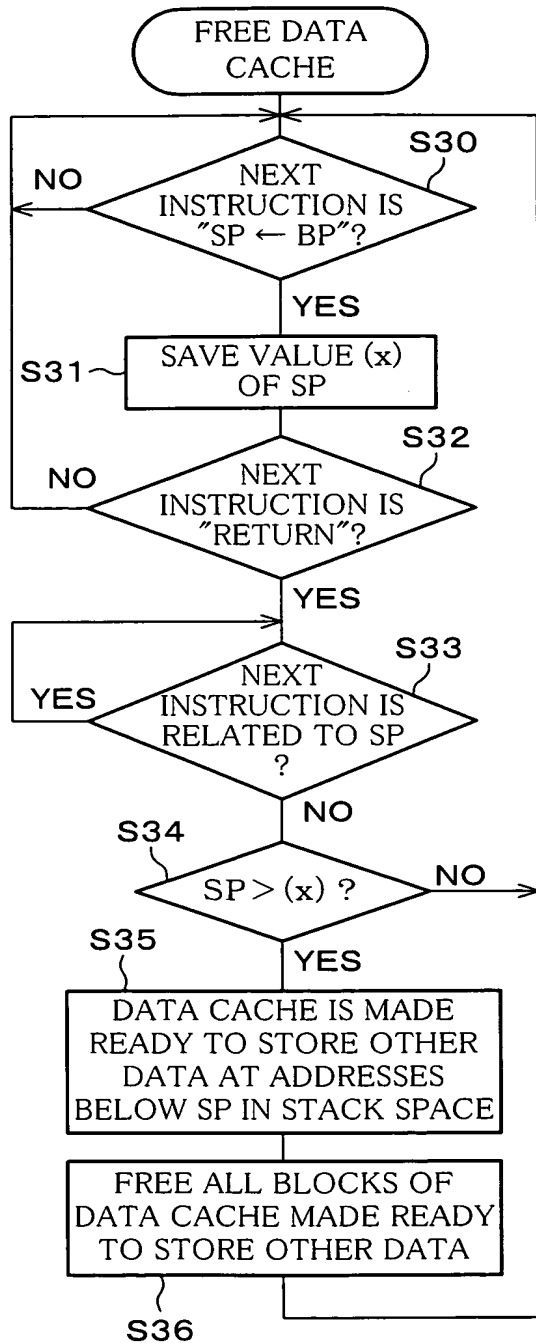 FREE DATA
CACHE
S30
NO
NEXT
INSTRUCTION IS
"SP ← BP"?
YES
S31
SAVE VALUE (x)
OF SP
S32
NO
NEXT
INSTRUCTION IS
"RETURN"?
YES
S33
YES
NEXT
INSTRUCTION IS
RELATED TO SP
?
NO
S34
SP > (x) ?
NO
YES
S35
DATA CACHE IS MADE
READY TO STORE OTHER
DATA AT ADDRESSES
BELOW SP IN STACK SPACE
FREE ALL BLOCKS OF
DATA CACHE MADE READY
TO STORE OTHER DATA
S36